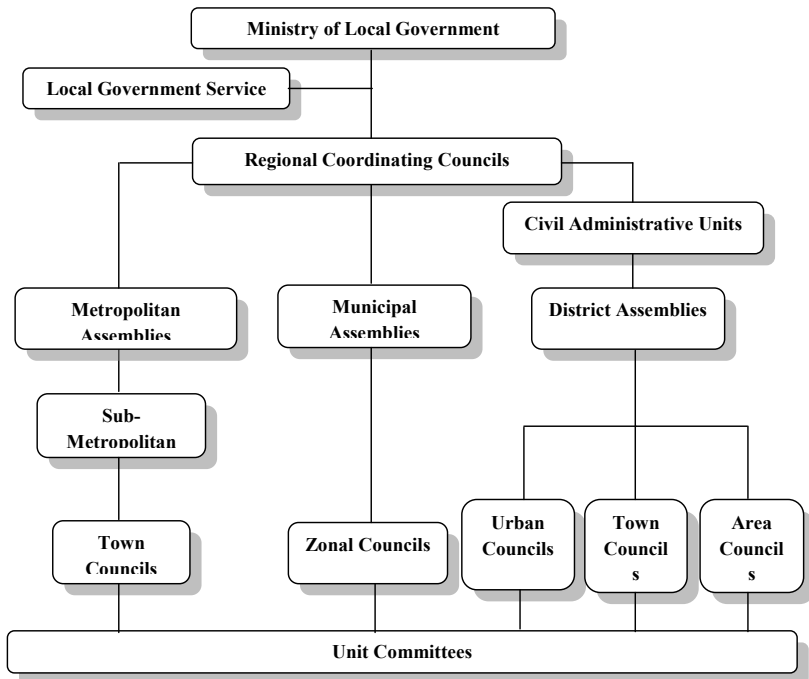 Ministry of Local Government
Local Government Service
Regional Coordinating Councils
Civil Administrative Units
Metropolitan
Assemblies
Municipal
Assemblies
District Assemblies
Sub-
Metropolitan
Town
Councils
Zonal Councils
Urban
Councils
Town
Council
s
Area
Council
s
Unit Committees